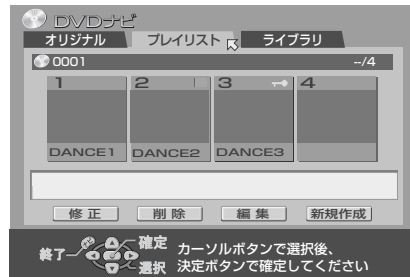 DVDナビ
オリジナル プレイリスト ライブラリ
0001 --/4
1 2 3 4
DANCE1 DANCE2 DANCE3
修正 削除 編集 新規作成
終了 確定 選択
カーソルボタンで選択後、
決定ボタンで確定してください